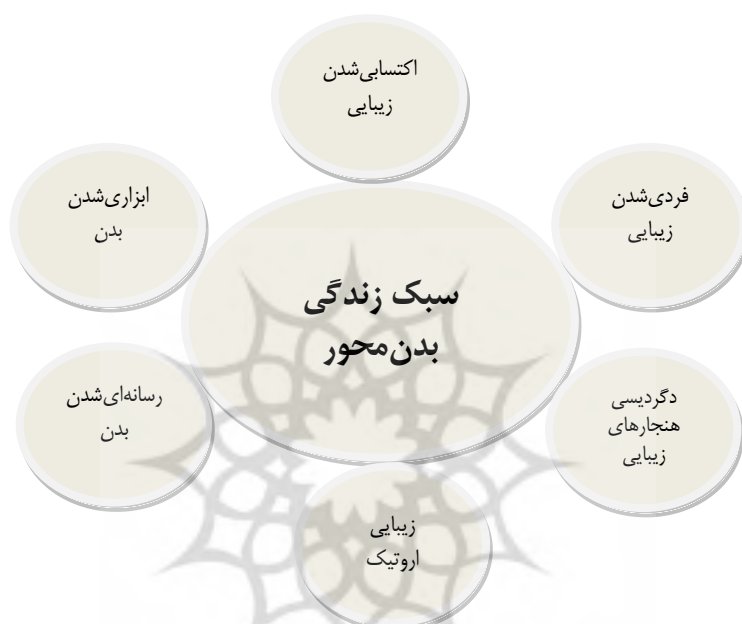 اکتسابی‌شدن
زیبایی
فردی‌شدن
زیبایی
ابزاری‌شدن
بدن
سبک زندگی
بدن‌محور
دگردیسی
هنجارهای
زیبایی
رسانه‌ای‌شدن
بدن
زیبایی
اروتیک